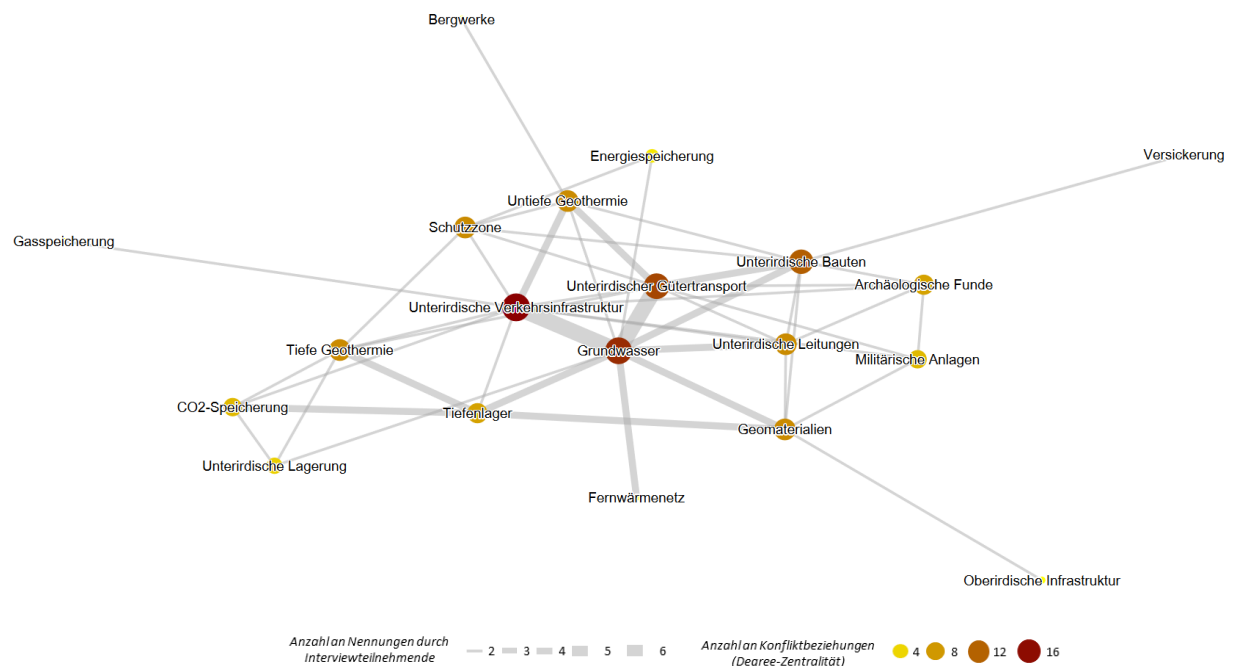 Bergwerke
Energiespeicherung
Versickerung
Untiefe Geothermie
Schutzzone
Gasspeicherung
Unterirdische Bauten
Unterirdischer Gütertransport
Archäologische Funde
Unterirdische Verkehrsinfrastruktur
Unterirdische Leitungen
Tiefe Geothermie
Grundwasser
Militärische Anlagen
CO2-Speicherung
Tiefenlager
Geomaterialien
Unterirdische Lagerung
Fernwärmenetz
Oberirdische Infrastruktur
Anzahl an Nennungen durch
Interviewteilnehmende
2 3 4 5 6
Anzahl an Konfliktbeziehungen
(Degree-Zentralität)
4 8 12 16